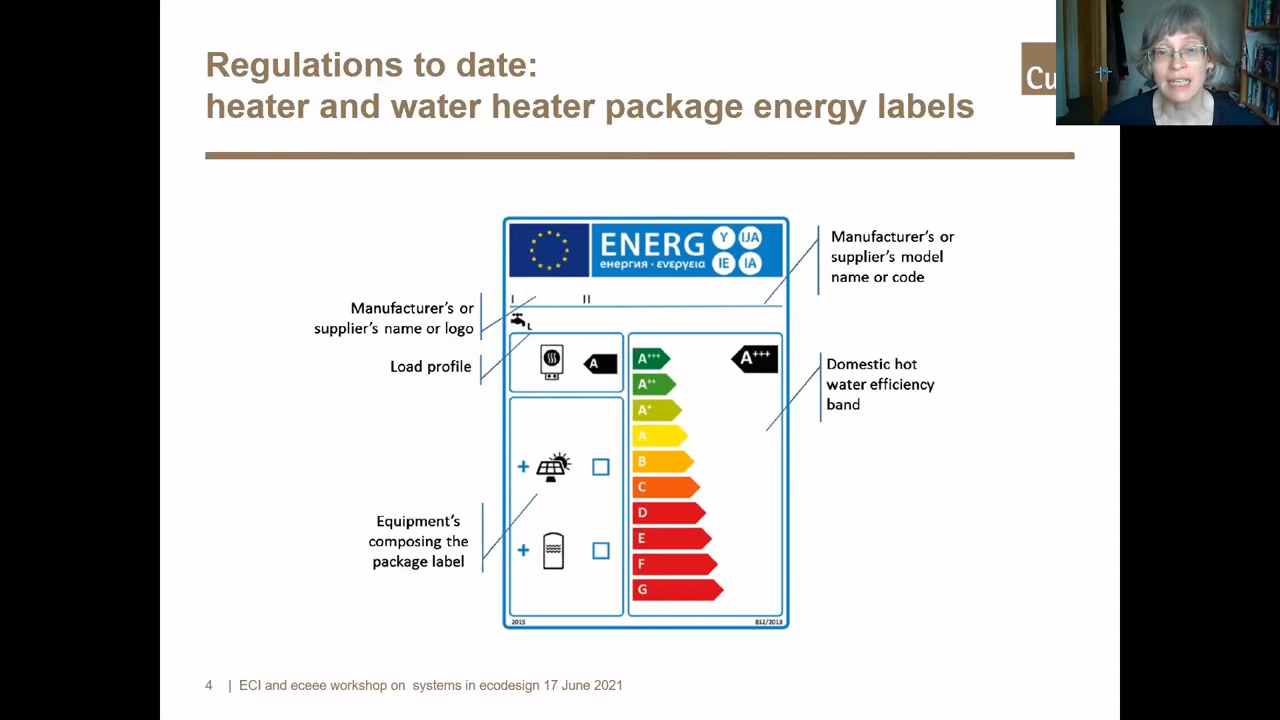 Regulations to date:
heater and water heater package energy labels
Cu
ENERG
Y
IJA
IE
IA
енергия · ενεργεια
Manufacturer's or
supplier's model
name or code
I
II
Manufacturer's or
supplier's name or logo
L
Load profile
A
A+++
A+++
A++
A+
A
B
C
D
E
F
G
Domestic hot
water efficiency
band
+
+
Equipment's
composing the
package label
2015
812/2013
4 | ECI and eceee workshop on systems in ecodesign 17 June 2021